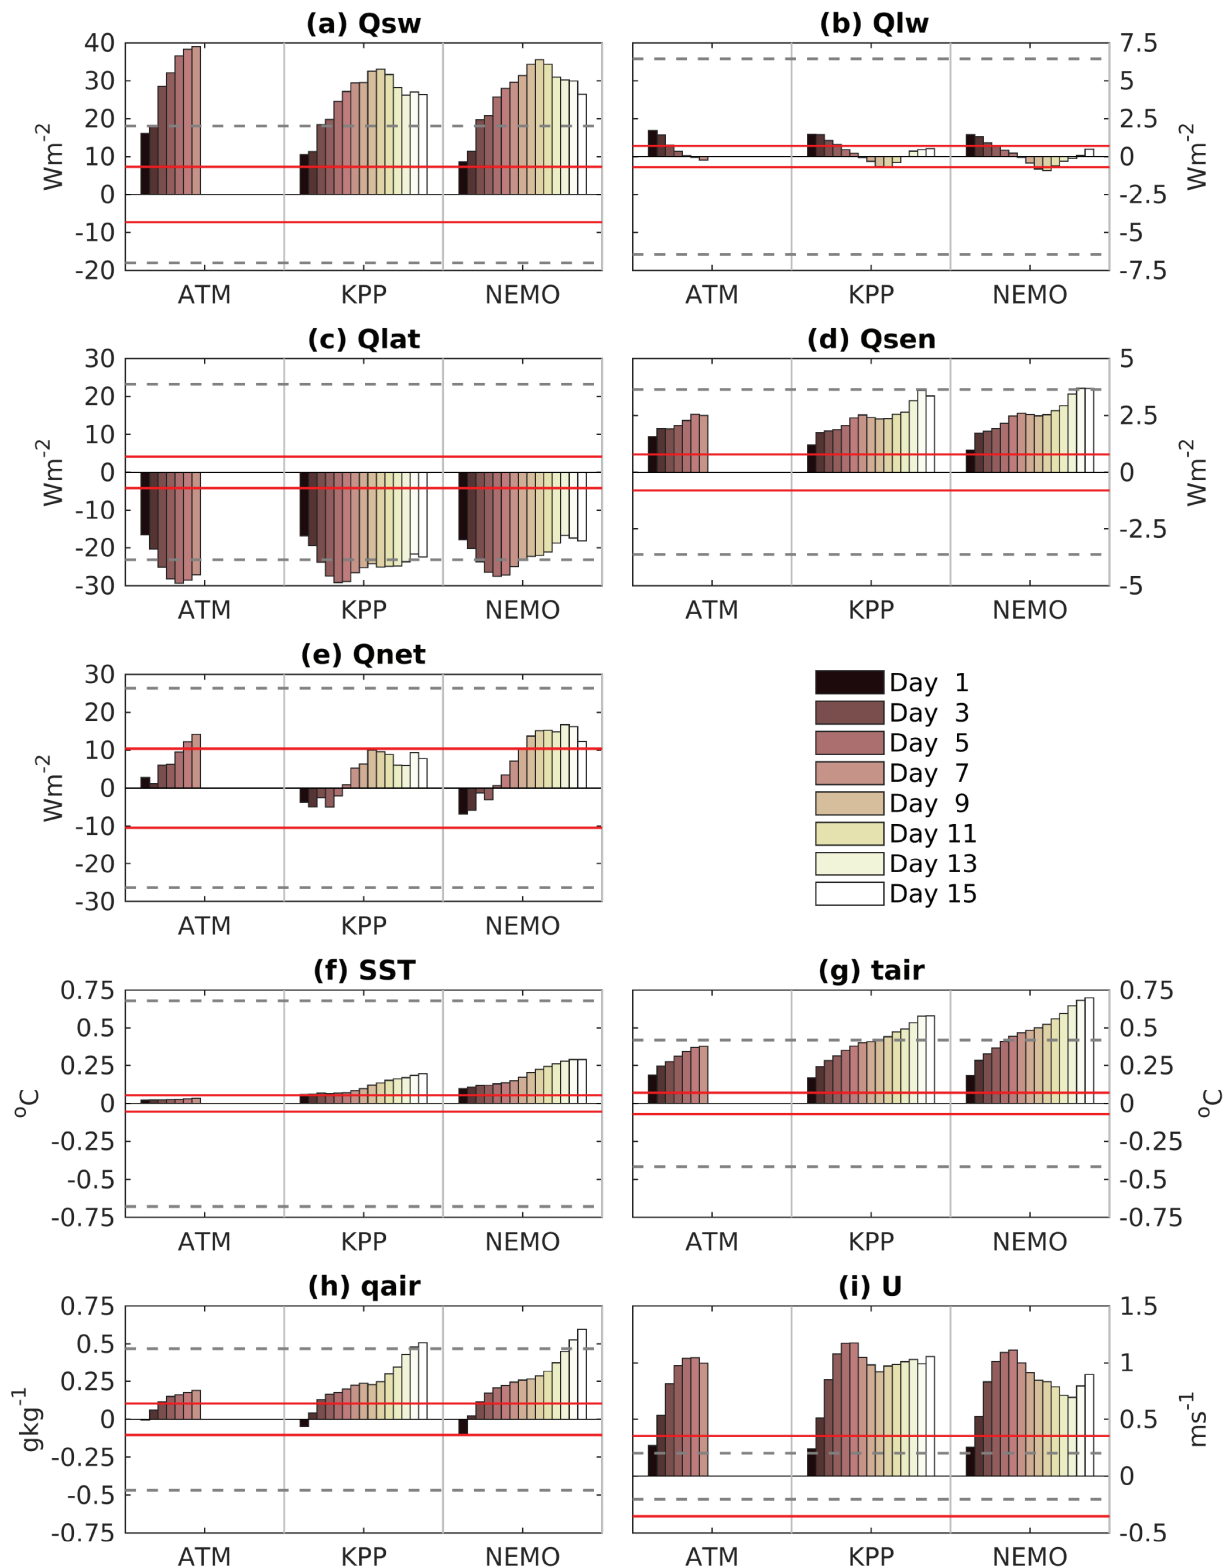 (a) Qsw
(b) Qlw
40
30
20
10
0
-10
-20
Wm-2
ATM KPP NEMO
7.5
5
2.5
0
-2.5
-5
-7.5
Wm-2
ATM KPP NEMO
(c) Qlat
(d) Qsen
30
20
10
0
-10
-20
-30
Wm-2
ATM KPP NEMO
5
2.5
0
-2.5
-5
Wm-2
ATM KPP NEMO
(e) Qnet
30
20
10
0
-10
-20
-30
Wm-2
ATM KPP NEMO
Day 1
Day 3
Day 5
Day 7
Day 9
Day 11
Day 13
Day 15
(f) SST
(g) tair
0.75
0.5
0.25
0
-0.25
-0.5
-0.75
oC
ATM KPP NEMO
0.75
0.5
0.25
0
-0.25
-0.5
-0.75
oC
ATM KPP NEMO
(h) qair
(i) U
0.75
0.5
0.25
0
-0.25
-0.5
-0.75
gkg-1
ATM KPP NEMO
1.5
1
0.5
0
-0.5
ms-1
ATM KPP NEMO